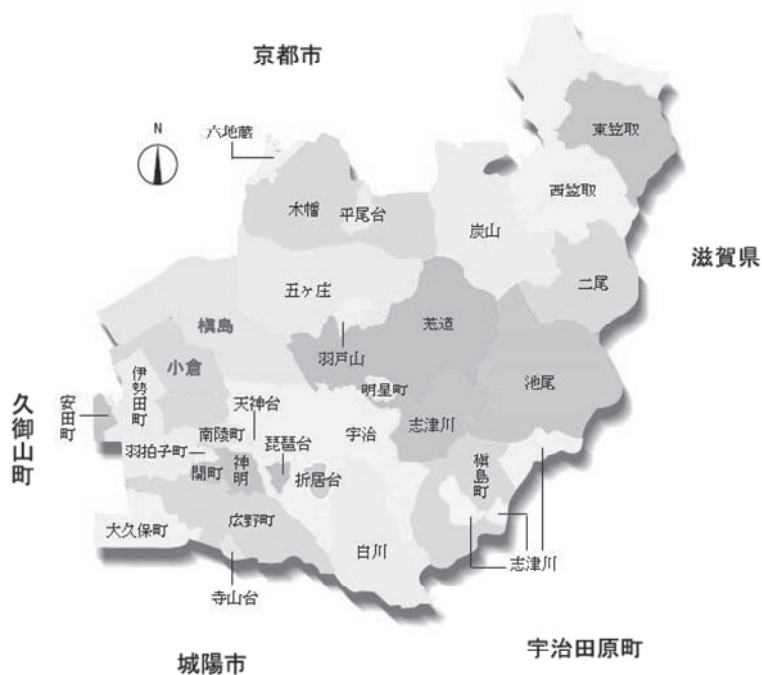 京都市
N
六地蔵
東笠取
西笠取
木幡
平尾台
炭山
滋賀県
二尾
五ケ庄
槇島
菟道
羽戸山
小倉
明星町
池尾
伊勢田町
安田町
久御山町
天神台
志津川
南陵町
宇治
琵琶台
羽拍子町
開町
神明
折居台
槇島町
広野町
大久保町
白川
志津川
寺山台
宇治田原町
城陽市